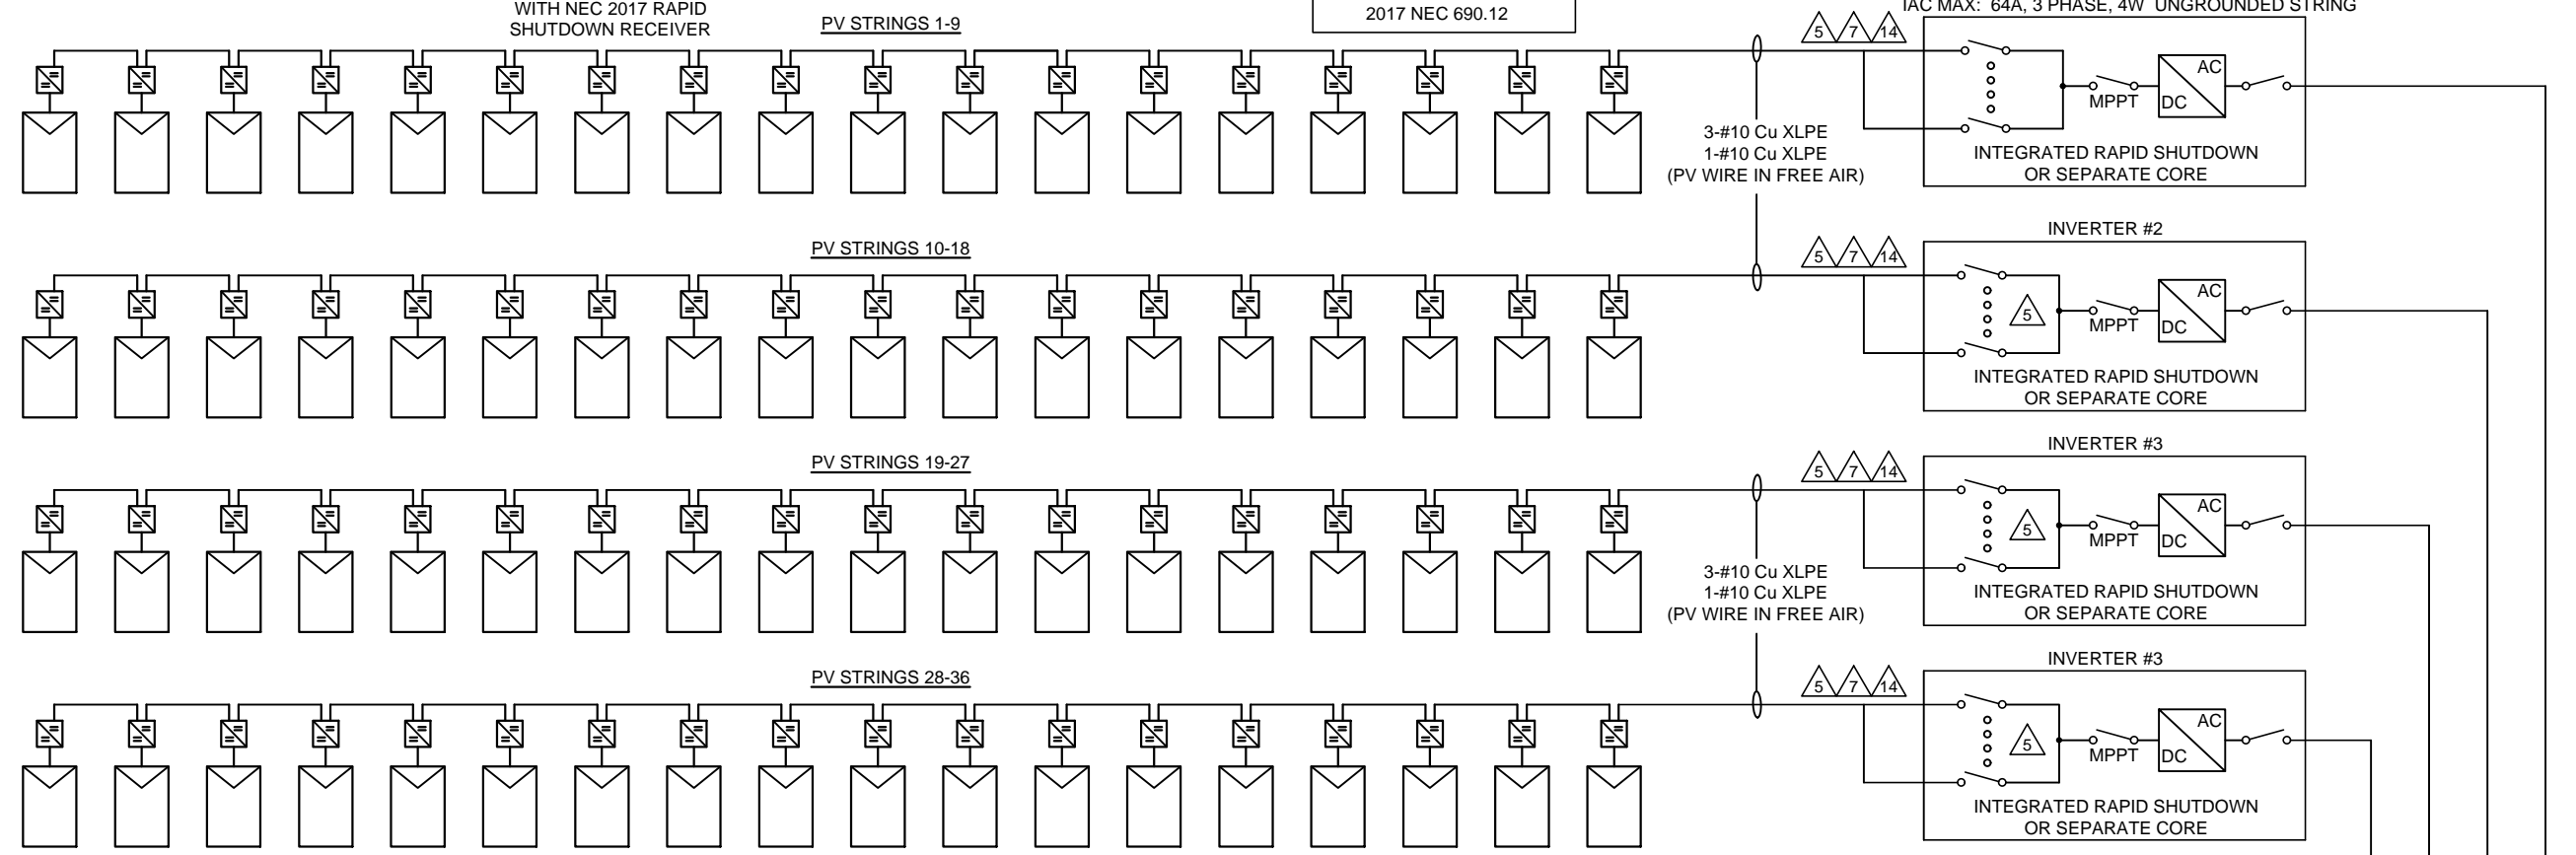 WITH NEC 2017 RAPID
SHUTDOWN RECEIVER
PV STRINGS 1-9
2017 NEC 690.12
IAC MAX: 64A, 3 PHASE, 4W UNGROUNDED STRING
5 7 14
AC
DC
MPPT
INTEGRATED RAPID SHUTDOWN
OR SEPARATE CORE
3-#10 Cu XLPE
1-#10 Cu XLPE
(PV WIRE IN FREE AIR)
PV STRINGS 10-18
5 7 14
INVERTER #2
5
AC
DC
MPPT
INTEGRATED RAPID SHUTDOWN
OR SEPARATE CORE
PV STRINGS 19-27
5 7 14
INVERTER #3
5
AC
DC
MPPT
INTEGRATED RAPID SHUTDOWN
OR SEPARATE CORE
3-#10 Cu XLPE
1-#10 Cu XLPE
(PV WIRE IN FREE AIR)
PV STRINGS 28-36
5 7 14
INVERTER #3
5
AC
DC
MPPT
INTEGRATED RAPID SHUTDOWN
OR SEPARATE CORE